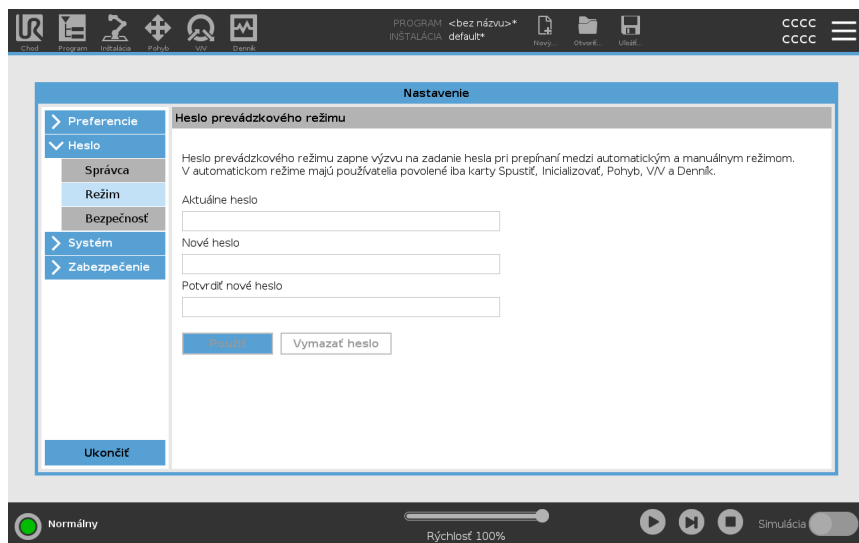 PROGRAM <bez názvu>*
INŠTALÁCIA default*
CCCC
CCCC
Chod Program Inštalácia Pohyb V/V Denník Nový... Otvoriť... Uložiť...
Nastavenie
Preferencie
Heslo
Správca
Režim
Bezpečnosť
Systém
Zabezpečenie
Ukončiť
Heslo prevádzkového režimu
Heslo prevádzkového režimu zapne výzvu na zadanie hesla pri prepínaní medzi automatickým a manuálnym režimom.
V automatickom režime majú používatelia povolené iba karty Spustiť, Inicializovať, Pohyb, V/V a Denník.
Aktuálne heslo
Nové heslo
Potvrdiť nové heslo
Použiť Vymazať heslo
Normálny
Rýchlosť 100%
Simulácia